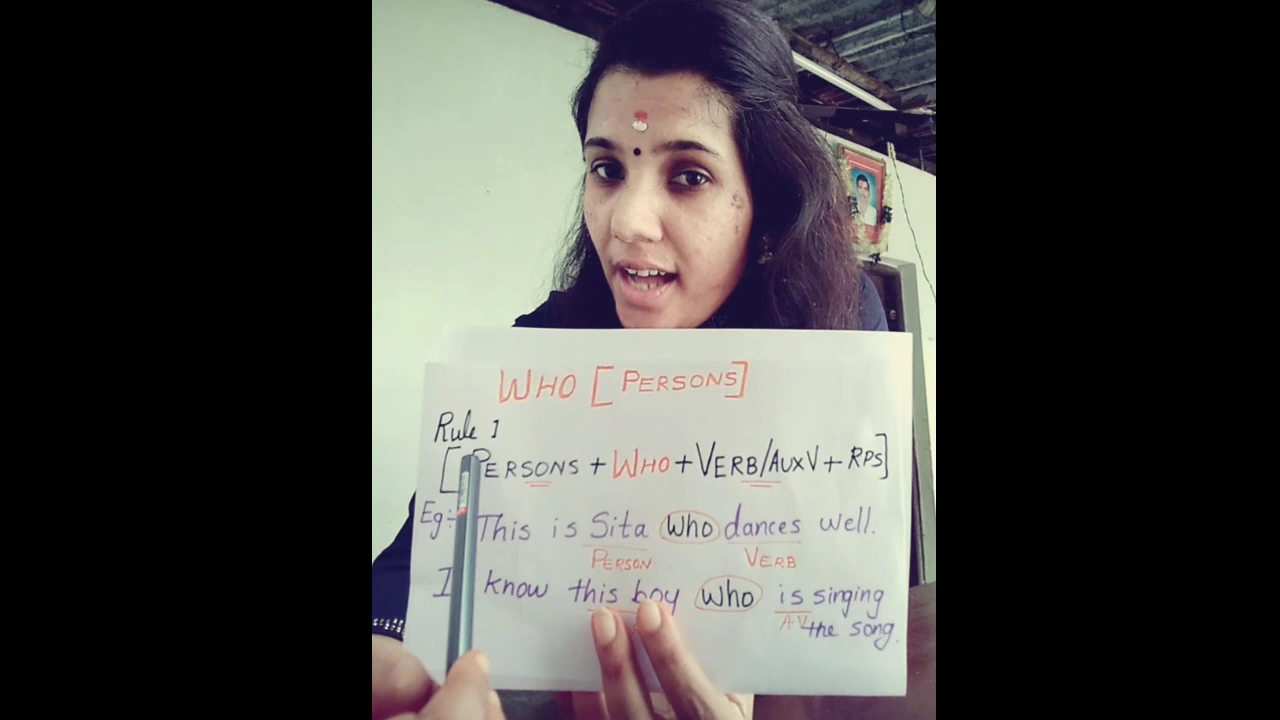 WHO [PERSONS]
Rule 1
[PERSONS + WHO + VERB/AUXV + RPS]
Eg:- This is Sita who dances well.
PERSON VERB
I know this boy who is singing
A.V the song.